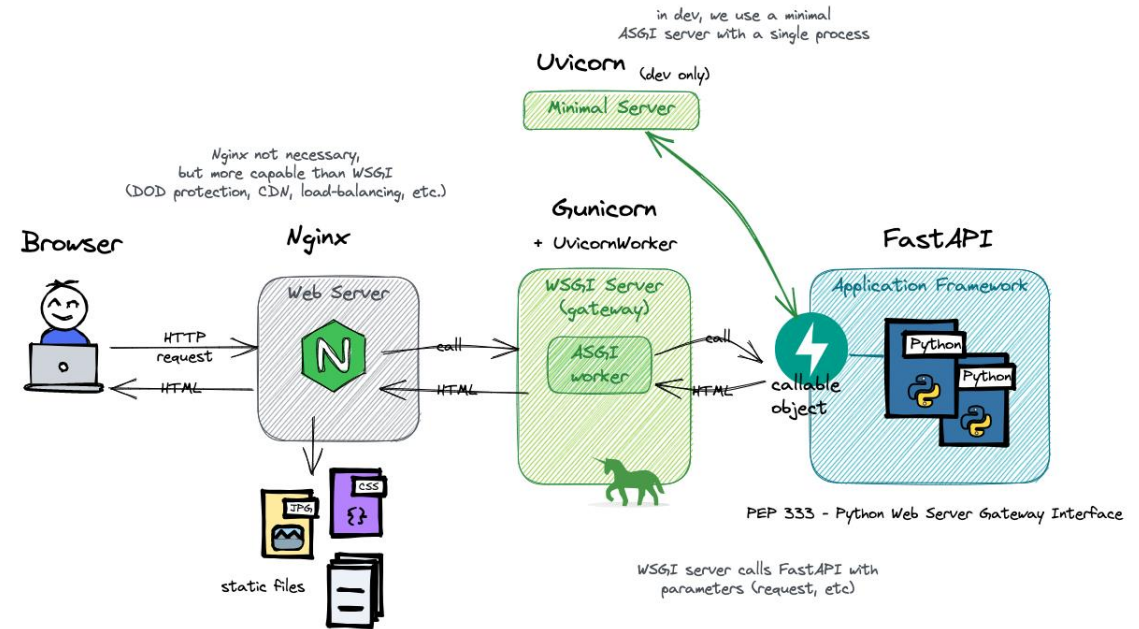 in dev, we use a minimal
ASGI server with a single process
Uvicorn
(dev only)
Minimal Server
Nginx not necessary,
but more capable than WSGI
(DOD protection, CDN, load-balancing, etc.)
Browser
Nginx
Gunicorn
+ UvicornWorker
FastAPI
Web Server
WSGI Server
(gateway)
Application Framework
HTTP
request
N
call
ASGI
worker
call
Python
Python
HTML
HTML
HTML
callable
object
JPG
CSS
{}
static files
PEP 333 - Python Web Server Gateway Interface
WSGI server calls FastAPI with
parameters (request, etc)